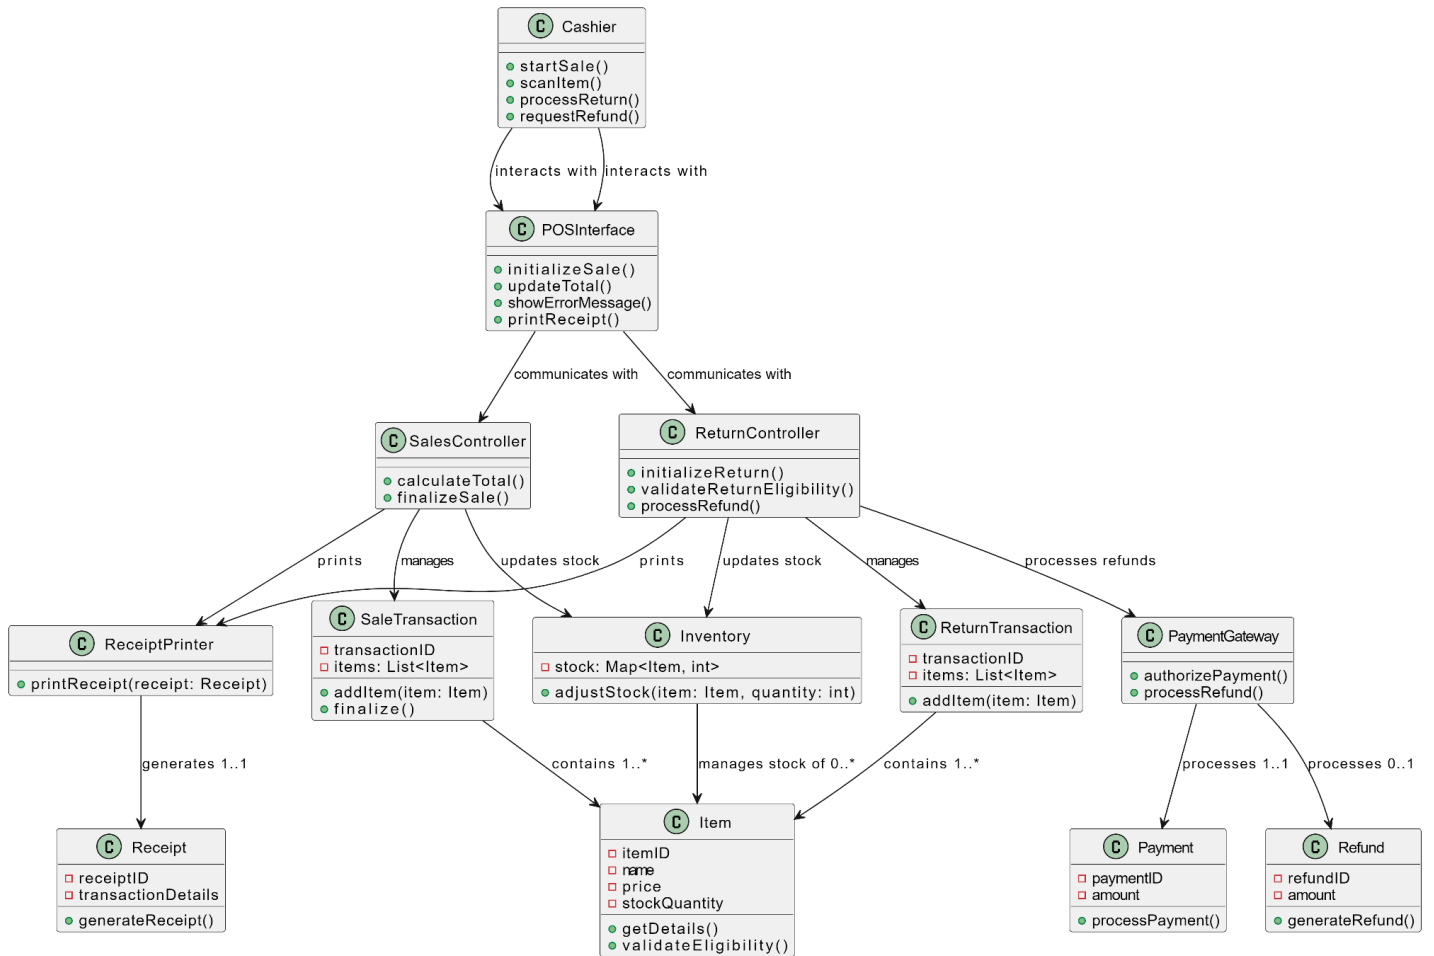 C Cashier
startSale()
scanItem()
processReturn()
requestRefund()
interacts with interacts with
C POSInterface
initializeSale()
updateTotal()
showErrorMessage()
printReceipt()
communicates with communicates with
C SalesController
calculateTotal()
finalizeSale()
C ReturnController
initializeReturn()
validateReturnEligibility()
processRefund()
prints manages updates stock prints updates stock manages processes refunds
C ReceiptPrinter
printReceipt(receipt: Receipt)
C SaleTransaction
transactionID
items: List<Item>
addItem(item: Item)
finalize()
C Inventory
stock: Map<Item, int>
adjustStock(item: Item, quantity: int)
C ReturnTransaction
transactionID
items: List<Item>
addItem(item: Item)
C PaymentGateway
authorizePayment()
processRefund()
generates 1..1 contains 1..* manages stock of 0..* contains 1..* processes 1..1 processes 0..1
C Receipt
receiptID
transactionDetails
generateReceipt()
C Item
itemID
name
price
stockQuantity
getDetails()
validateEligibility()
C Payment
paymentID
amount
processPayment()
C Refund
refundID
amount
generateRefund()